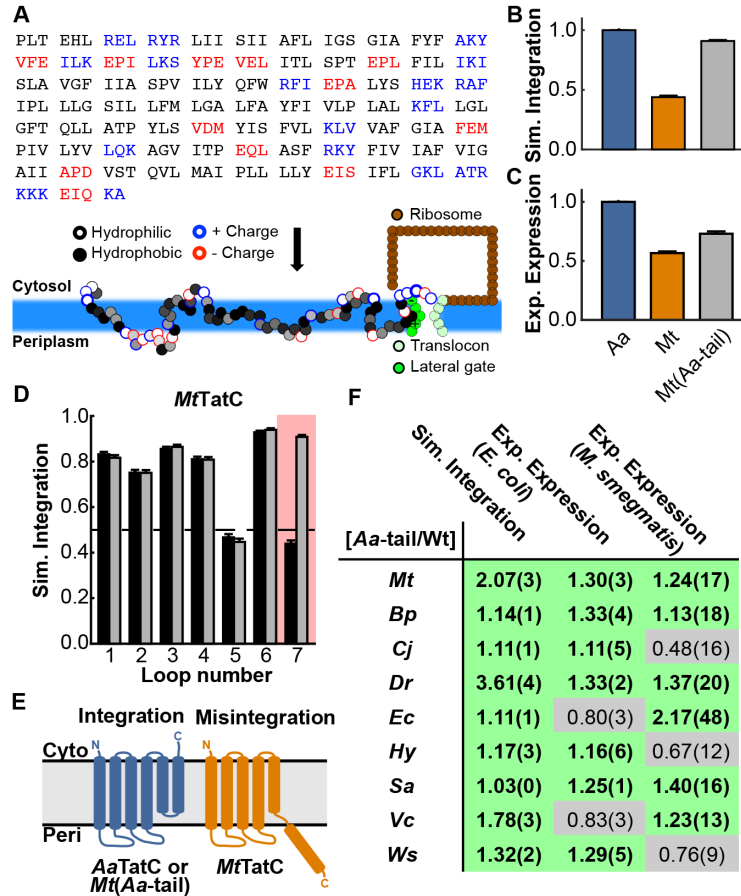 A
PLT EHL REL RYR LII SII AFL IGS GIA FYF AKY
VFE ILK EPI LKS YPE VEL ITL SPT EPL FIL IKI
SLA VGF IIA SPV ILY QFW RFI EPA LYS HEK RAF
IPL LLG SIL LFM LGA LFA YFI VLP LAL KFL LGL
GFT QLL ATP YLS VDM YIS FVL KLV VAF GIA FEM
PIV LYV LQK AGV ITP EQL ASF RKY FIV IAF VIG
AII APD VST QVL MAI PLL LLY EIS IFL GKL ATR
KKK EIQ KA
Hydrophilic
+ Charge
Hydrophobic
- Charge
Ribosome
Cytosol
Periplasm
Translocon
Lateral gate
B
Sim. Integration
1.0
0.5
0.0
C
Exp. Expression
1.0
0.5
0.0
Aa
Mt
Mt(Aa-tail)
D
MtTatC
Sim. Integration
1.0
0.8
0.6
0.4
0.2
0.0
1 2 3 4 5 6 7
Loop number
E
Integration Misintegration
N
C
N
Cyto
Peri
C
AaTatC or
Mt(Aa-tail)
MtTatC
F
Sim. Integration
Exp. Expression
(E. coli)
Exp. Expression
(M. smegmatis)
[Aa-tail/Wt]
Mt 2.07(3) 1.30(3) 1.24(17)
Bp 1.14(1) 1.33(4) 1.13(18)
Cj 1.11(1) 1.11(5) 0.48(16)
Dr 3.61(4) 1.33(2) 1.37(20)
Ec 1.11(1) 0.80(3) 2.17(48)
Hy 1.17(3) 1.16(6) 0.67(12)
Sa 1.03(0) 1.25(1) 1.40(16)
Vc 1.78(3) 0.83(3) 1.23(13)
Ws 1.32(2) 1.29(5) 0.76(9)